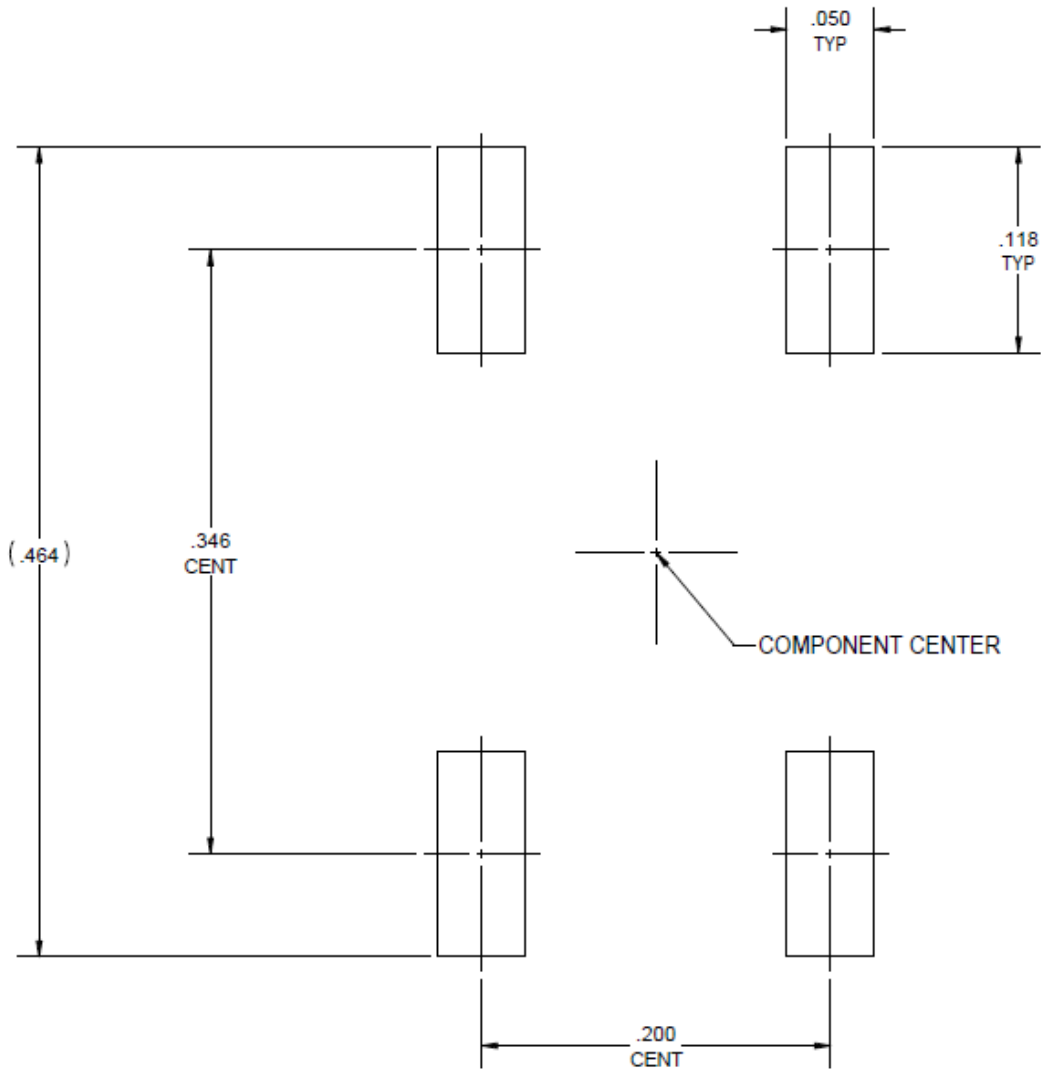 .050
TYP
.118
TYP
(.464)
.346
CENT
COMPONENT CENTER
.200
CENT